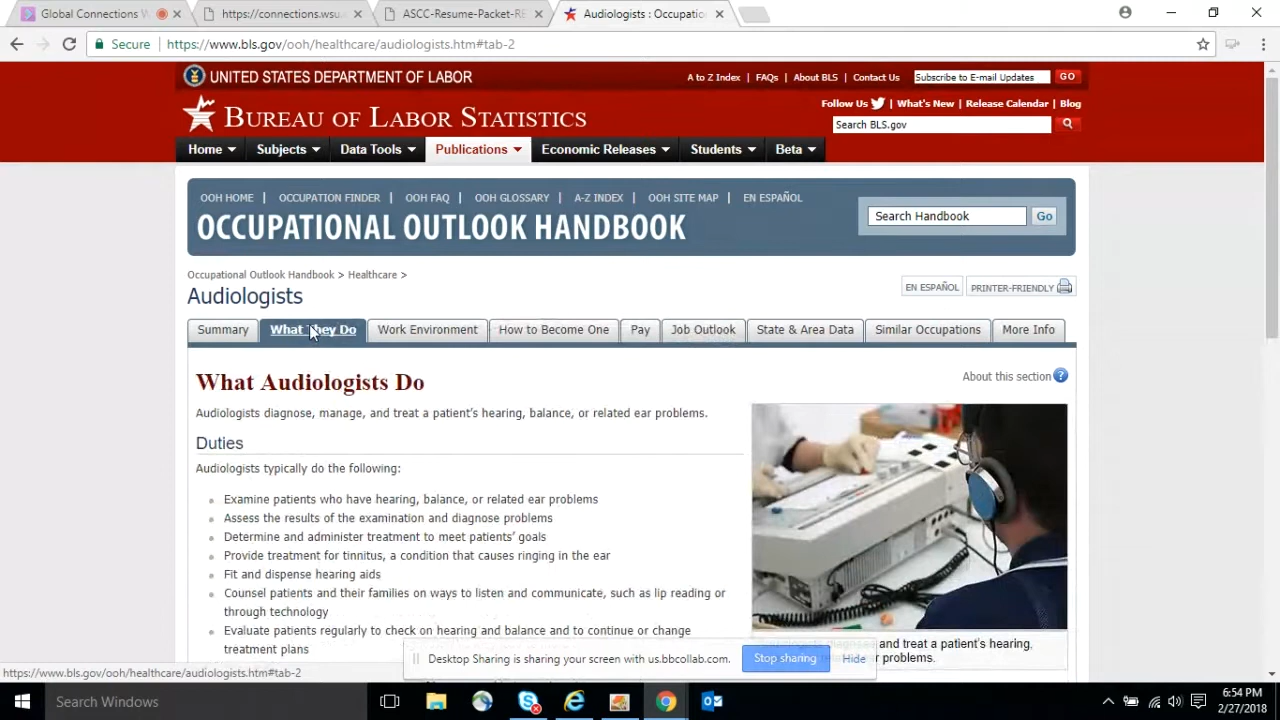 Global Connections W
https://connections.wsu.
ASCC-Resume-Packet-RE
Audiologists : Occupatio
Secure https://www.bls.gov/ooh/healthcare/audiologists.htm#tab-2
UNITED STATES DEPARTMENT OF LABOR
A to Z Index | FAQs | About BLS | Contact Us Subscribe to E-mail Updates GO
Follow Us | What's New | Release Calendar | Blog
BUREAU OF LABOR STATISTICS
Search BLS.gov
Home Subjects Data Tools Publications Economic Releases Students Beta
OOH HOME | OCCUPATION FINDER | OOH FAQ | OOH GLOSSARY | A-Z INDEX | OOH SITE MAP | EN ESPAÑOL
OCCUPATIONAL OUTLOOK HANDBOOK
Search Handbook Go
Occupational Outlook Handbook > Healthcare >
Audiologists
EN ESPAÑOL PRINTER-FRIENDLY
Summary What They Do Work Environment How to Become One Pay Job Outlook State & Area Data Similar Occupations More Info
What Audiologists Do
About this section ?
Audiologists diagnose, manage, and treat a patient's hearing, balance, or related ear problems.
Duties
Audiologists typically do the following:
Examine patients who have hearing, balance, or related ear problems
Assess the results of the examination and diagnose problems
Determine and administer treatment to meet patients' goals
Provide treatment for tinnitus, a condition that causes ringing in the ear
Fit and dispense hearing aids
Counsel patients and their families on ways to listen and communicate, such as lip reading or
through technology
Evaluate patients regularly to check on hearing and balance and to continue or change
treatment plans
and treat a patient's hearing,
problems.
Desktop Sharing is sharing your screen with us.bbcollab.com. Stop sharing Hide
https://www.bls.gov/ooh/healthcare/audiologists.htm#tab-2
Search Windows
6:54 PM
2/27/2018